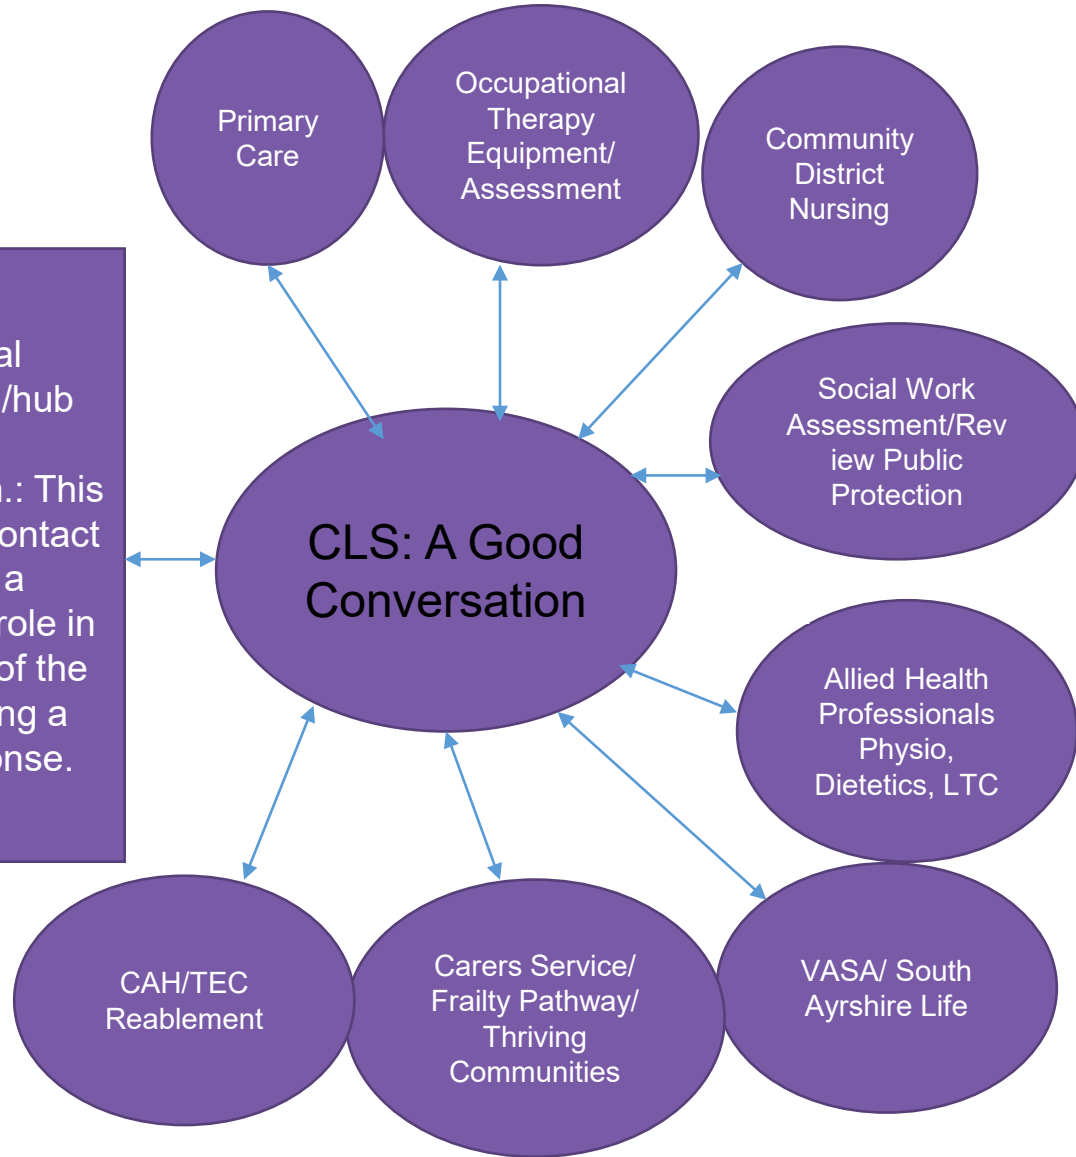 Primary
Care
Occupational
Therapy
Equipment/
Assessment
Community
District
Nursing
al
/hub
.: This
ontact
a
role in
of the
ng a
onse.
Social Work
Assessment/Rev
iew Public
Protection
CLS: A Good
Conversation
Allied Health
Professionals
Physio,
Dietetics, LTC
CAH/TEC
Reablement
Carers Service/
Frailty Pathway/
Thriving
Communities
VASA/ South
Ayrshire Life